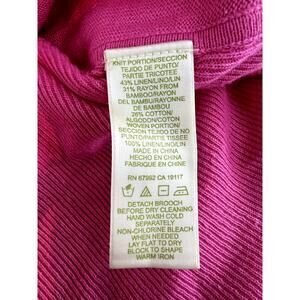 KNIT PORTION/SECCION
TEJIDO DE PUNTO/
PARTIE TRICOTEE
43% LINEN/LINO/LIN
31% RAYON FROM
BAMBOO/RAYON
DEL BAMBU/RAYONNE
DE BAMBOU
26% COTTON/
ALGODON/COTON
WOVEN PORTION/
SECCION TEJIDO DE NO
PUNTO/PARTIE TISSEE
100% LINEN/LINO/LIN
MADE IN CHINA
HECHO EN CHINA
FABRIQUE EN CHINE
RN 67992 CA 19117
DETACH BROOCH
BEFORE DRY CLEANING
HAND WASH COLD
SEPARATELY
NON-CHLORINE BLEACH
WHEN NEEDED
LAY FLAT TO DRY
BLOCK TO SHAPE
WARM IRON